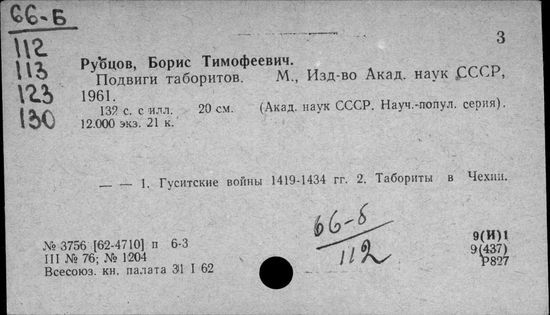 66-Б
112
113
123
130
3
Рубцов, Борис Тимофеевич.
Подвиги таборитов. М., Изд-во Акад. наук СССР,
1961.
132 с. с илл. 20 см. (Акад. наук СССР. Науч.-попул. серия).
12.000 экз. 21 к.
— — 1. Гуситские войны 1419-1434 гг. 2. Табориты в Чехии.
66-б
112
№ 3756 [62-4710] п 6-3
III № 76; № 1204
Всесоюз. кн. палата 31 I 62
9(И)1
9(437)
Р827